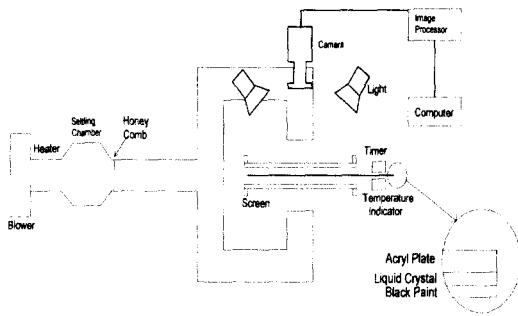 Image
Processor
Camera
Light
Computer
Settling
Chamber
Honey
Comb
Heater
Timer
Screen
Temperature
Indicator
Blower
Acryl Plate
Liquid Crystal
Black Paint